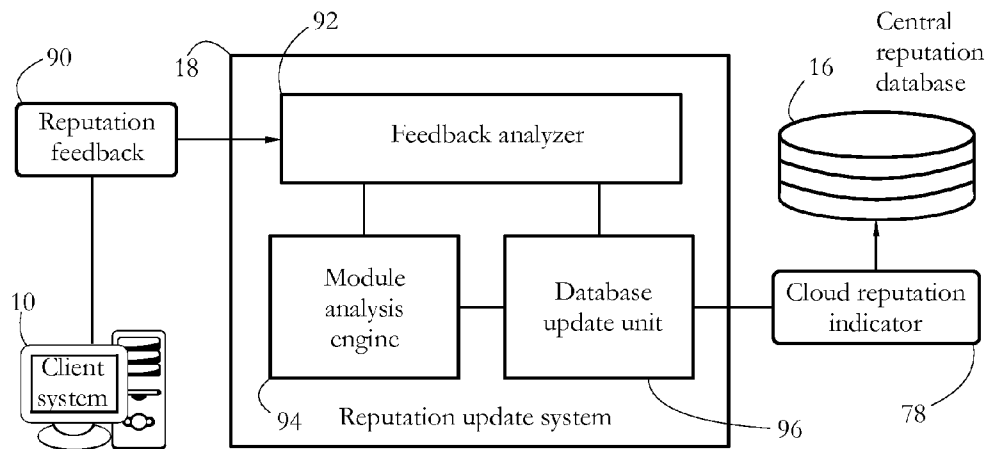 92
Central
reputation
database
90
18
16
Reputation
feedback
Feedback analyzer
Module
analysis
engine
Database
update unit
Cloud reputation
indicator
10
Client
system
94
Reputation update system
96
78